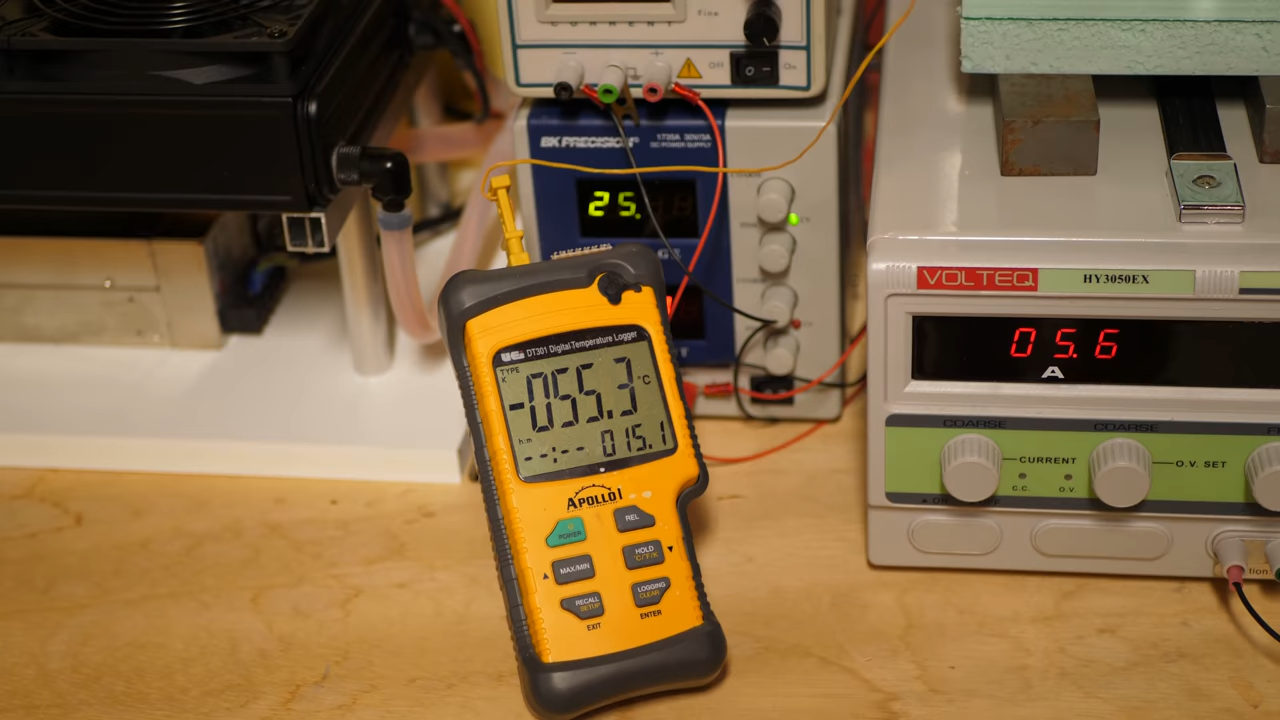 CURRENT
Fine
Off
On
BK PRECISION
1735A 30V/3A
DC POWER SUPPLY
25.
VOLTEQ
HY3050EX
05.6
A
COARSE
COARSE
CURRENT
O.V. SET
C.C.
O.V
UEi DT301 Digital Temperature Logger
TYPE
K
-055.3 °C
h:m
--:-- 015.1
APOLLO I
POWER
REL
MAX/MIN
HOLD
°C/°F/K
RECALL
SETUP
LOGGING
CLEAR
EXIT
ENTER